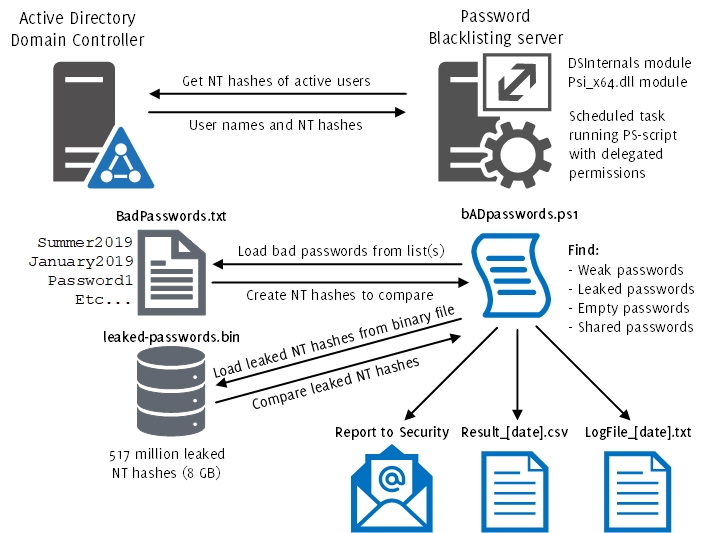 Active Directory
Domain Controller
Password
Blacklisting server
Get NT hashes of active users
User names and NT hashes
DSInternals module
Psi_x64.dll module
Scheduled task
running PS-script
with delegated
permissions
BadPasswords.txt
Summer2019
January2019
Password1
Etc...
Load bad passwords from list(s)
Create NT hashes to compare
bADpasswords.ps1
Find:
- Weak passwords
- Leaked passwords
- Empty passwords
- Shared passwords
leaked-passwords.bin
Load leaked NT hashes from binary file
Compare leaked NT hashes
517 million leaked
NT hashes (8 GB)
Report to Security
Result_[date].csv
LogFile_[date].txt
@